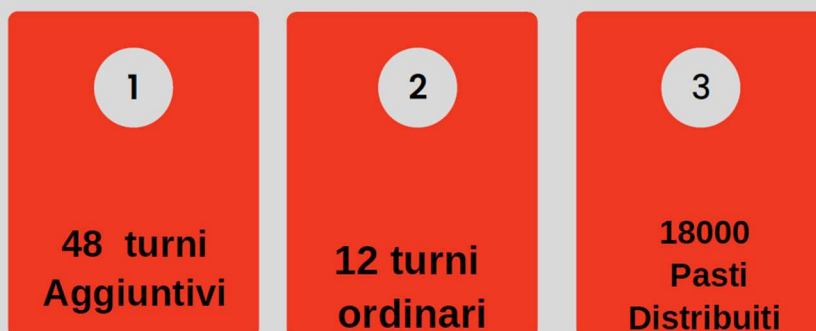 1
48 turni
Aggiuntivi
2
12 turni
ordinari
3
18000
Pasti
Distribuiti